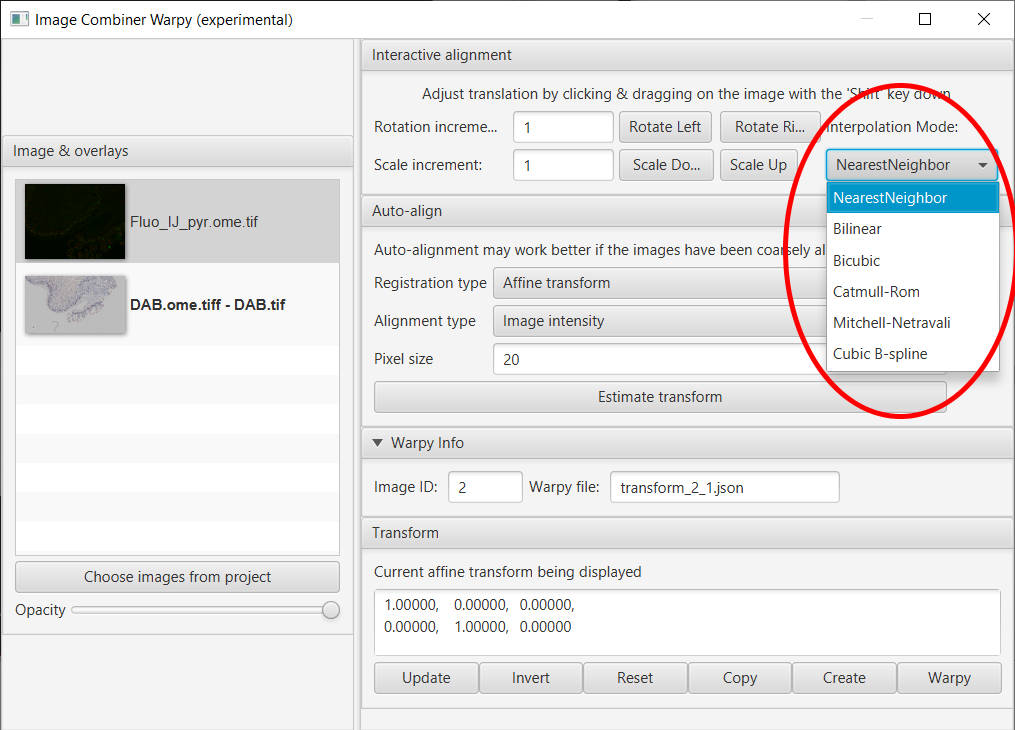 Image Combiner Warpy (experimental)
Interactive alignment
Adjust translation by clicking & dragging on the image with the 'Shift' key down
Rotation increme... 1 Rotate Left Rotate Ri... Interpolation Mode:
Scale increment: 1 Scale Do... Scale Up NearestNeighbor
NearestNeighbor
Bilinear
Bicubic
Catmull-Rom
Mitchell-Netravali
Cubic B-spline
Image & overlays
Fluo_IJ_pyr.ome.tif
DAB.ome.tiff - DAB.tif
Choose images from project
Opacity
Auto-align
Auto-alignment may work better if the images have been coarsely al
Registration type Affine transform
Alignment type Image intensity
Pixel size 20
Estimate transform
Warpy Info
Image ID: 2 Warpy file: transform_2_1.json
Transform
Current affine transform being displayed
1.00000, 0.00000, 0.00000,
0.00000, 1.00000, 0.00000
Update Invert Reset Copy Create Warpy